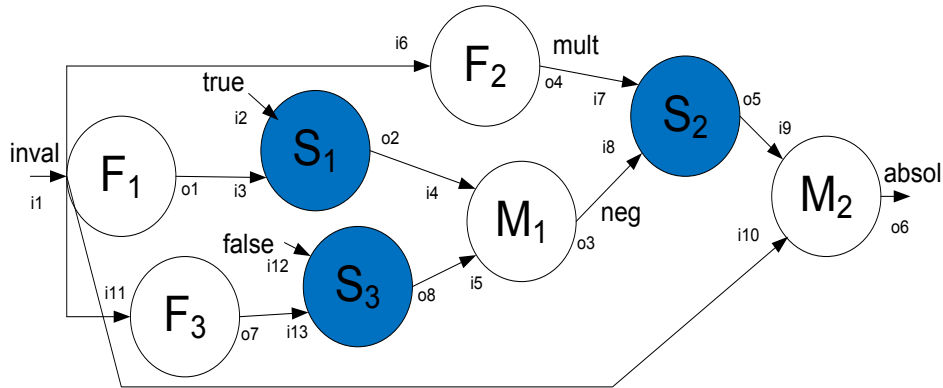 inval
i1
F1
o1
i6
F2
o4
mult
i7
true
i2
i3
S1
o2
i4
S2
o5
i8
i9
M1
i5
o3
neg
M2
absol
o6
i10
false
i12
i11
F3
o7
i13
S3
o8